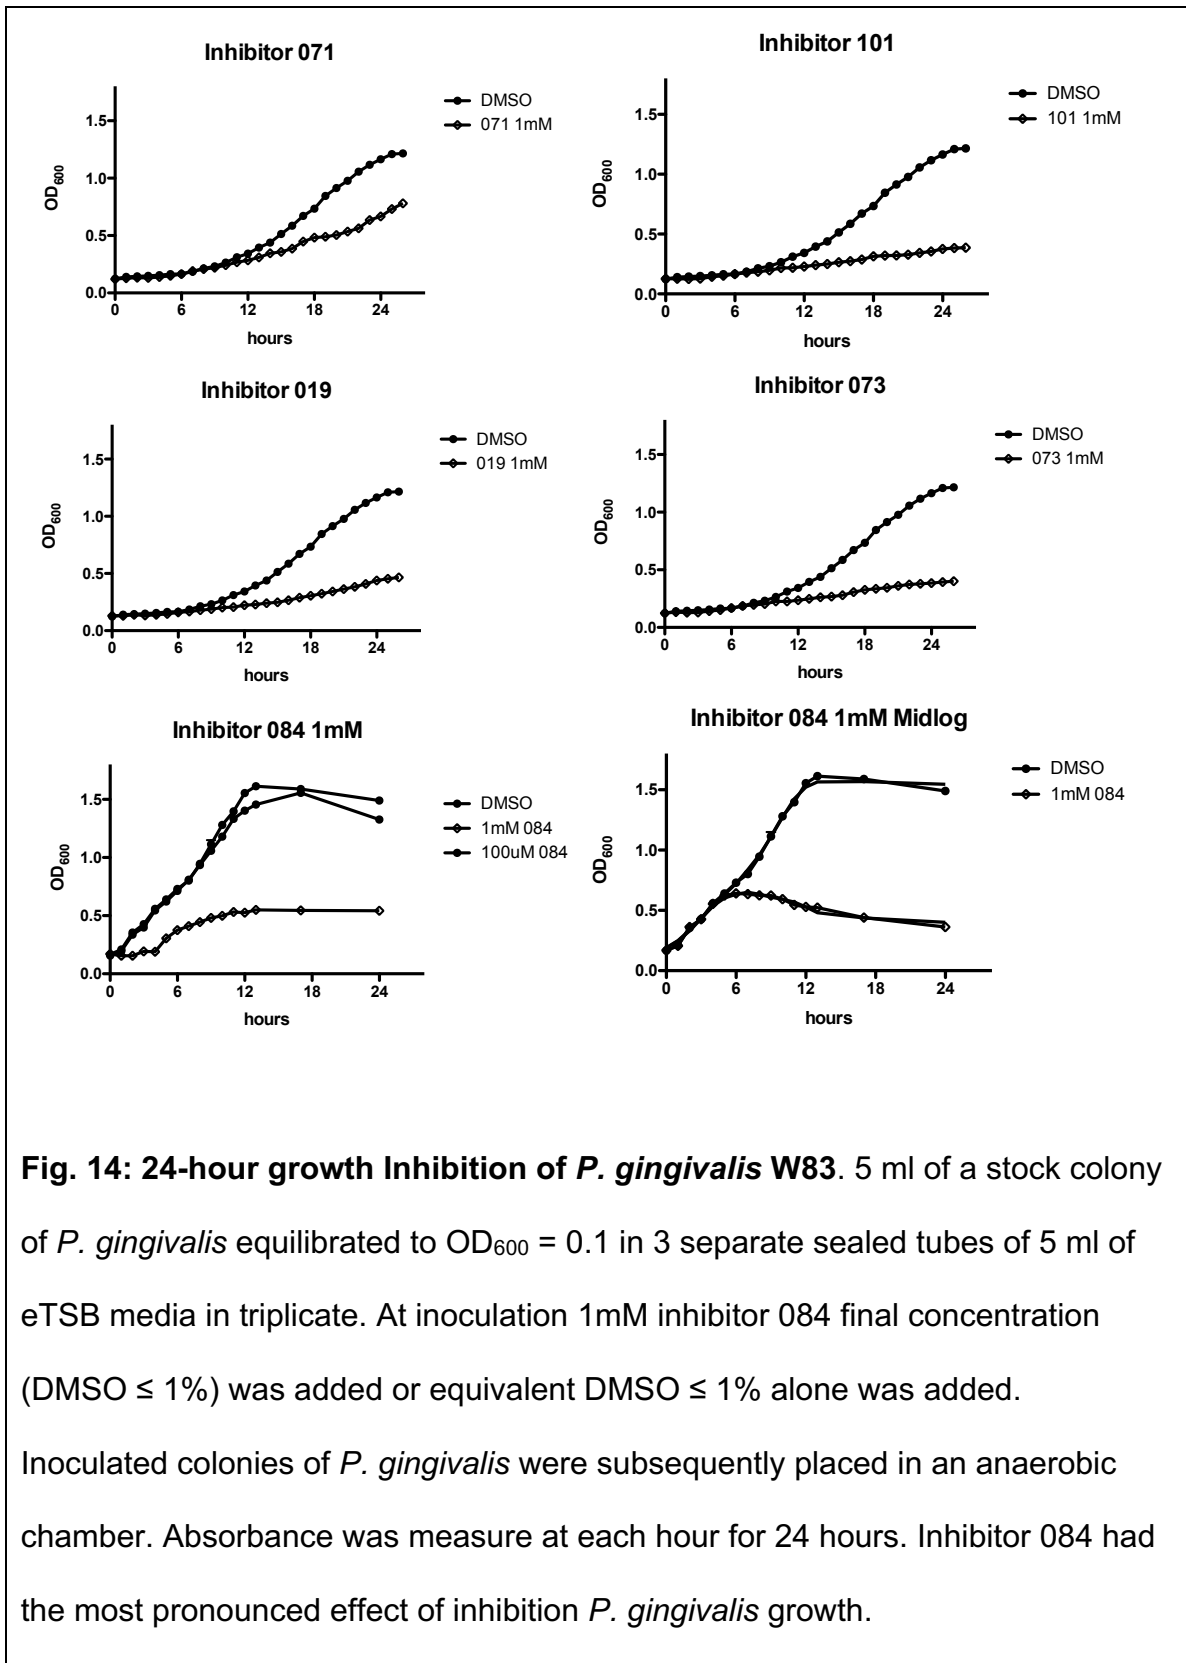 Inhibitor 071
DMSO
071 1mM
OD600
1.5
1.0
0.5
0.0
0 6 12 18 24
hours
Inhibitor 101
DMSO
101 1mM
OD600
1.5
1.0
0.5
0.0
0 6 12 18 24
hours
Inhibitor 019
DMSO
019 1mM
OD600
1.5
1.0
0.5
0.0
0 6 12 18 24
hours
Inhibitor 073
DMSO
073 1mM
OD600
1.5
1.0
0.5
0.0
0 6 12 18 24
hours
Inhibitor 084 1mM
DMSO
1mM 084
100uM 084
OD600
1.5
1.0
0.5
0.0
0 6 12 18 24
hours
Inhibitor 084 1mM Midlog
DMSO
1mM 084
OD600
1.5
1.0
0.5
0.0
0 6 12 18 24
hours
Fig. 14: 24-hour growth Inhibition of P. gingivalis W83. 5 ml of a stock colony
of P. gingivalis equilibrated to OD600 = 0.1 in 3 separate sealed tubes of 5 ml of
eTSB media in triplicate. At inoculation 1mM inhibitor 084 final concentration
(DMSO ≤ 1%) was added or equivalent DMSO ≤ 1% alone was added.
Inoculated colonies of P. gingivalis were subsequently placed in an anaerobic
chamber. Absorbance was measure at each hour for 24 hours. Inhibitor 084 had
the most pronounced effect of inhibition P. gingivalis growth.